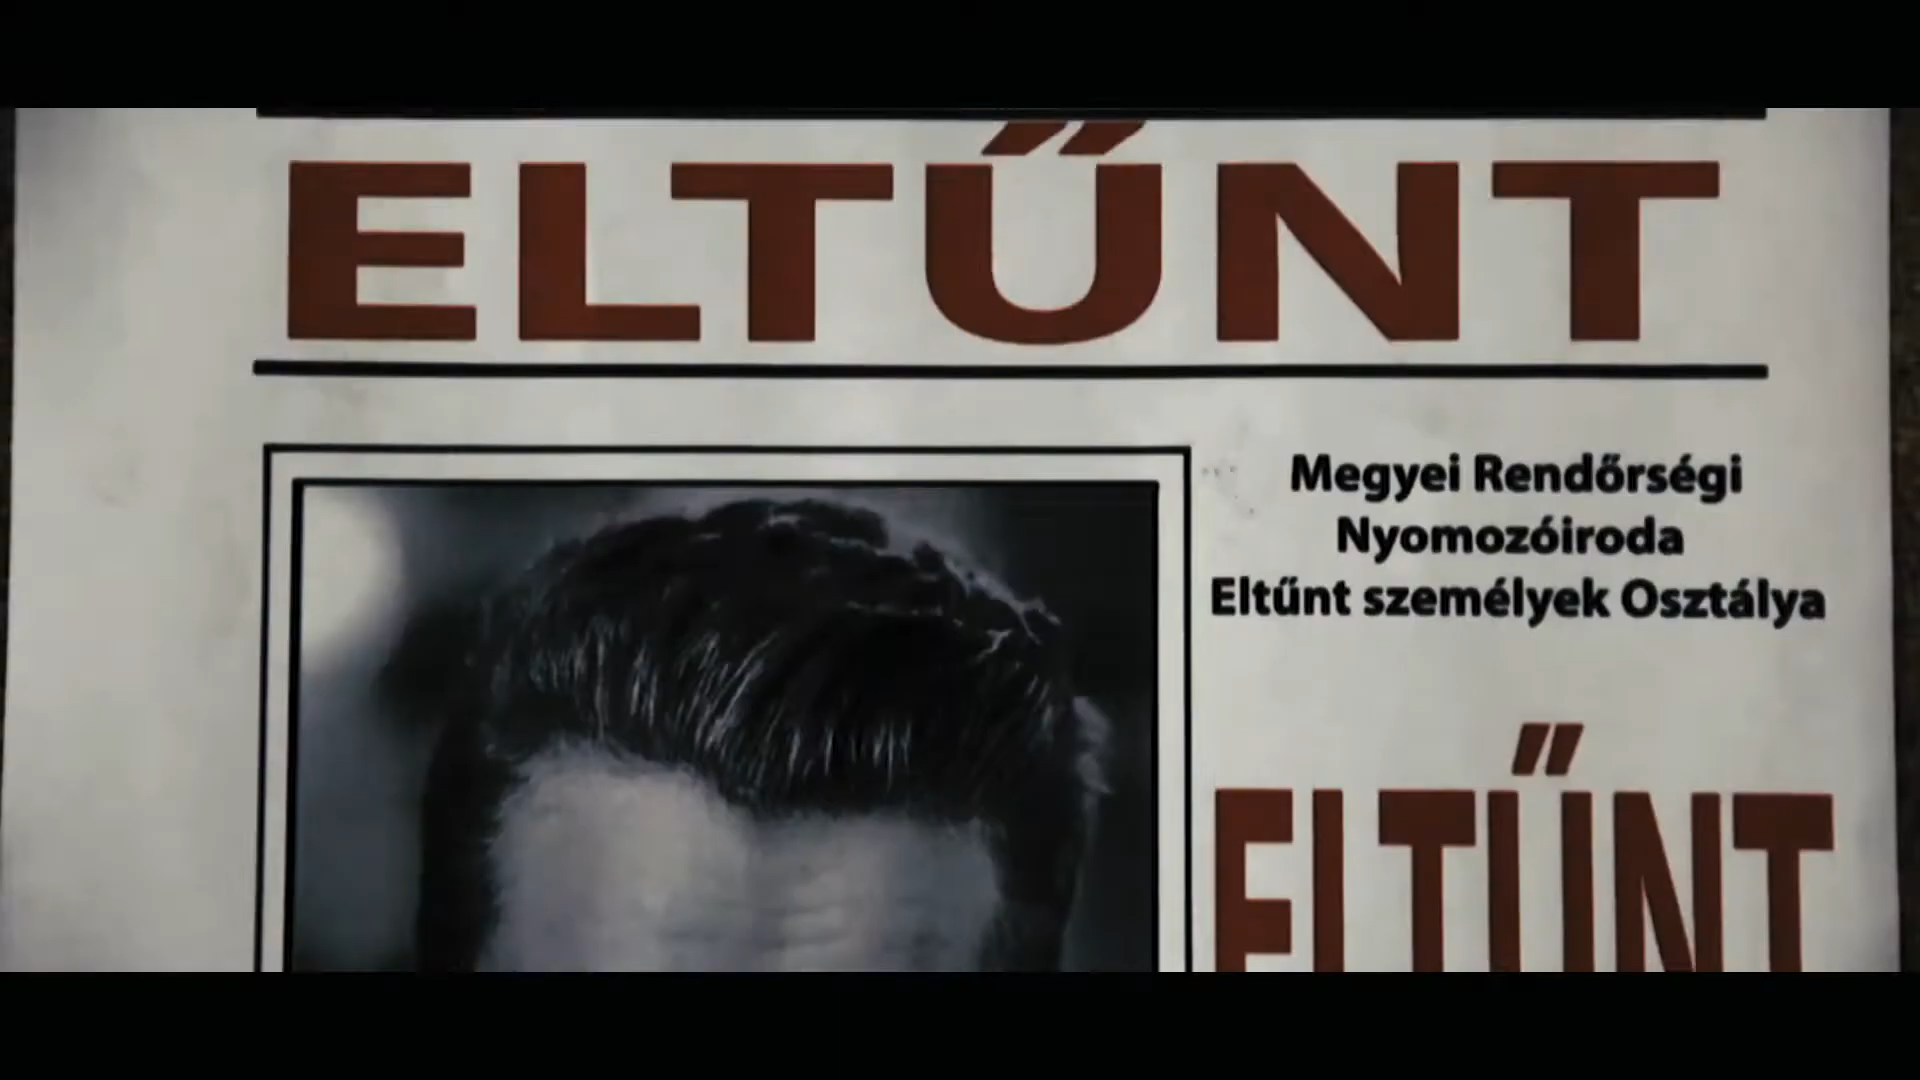 ELTŰNT
Megyei Rendőrségi
Nyomozóiroda
Eltűnt személyek Osztálya
ELTŰNT